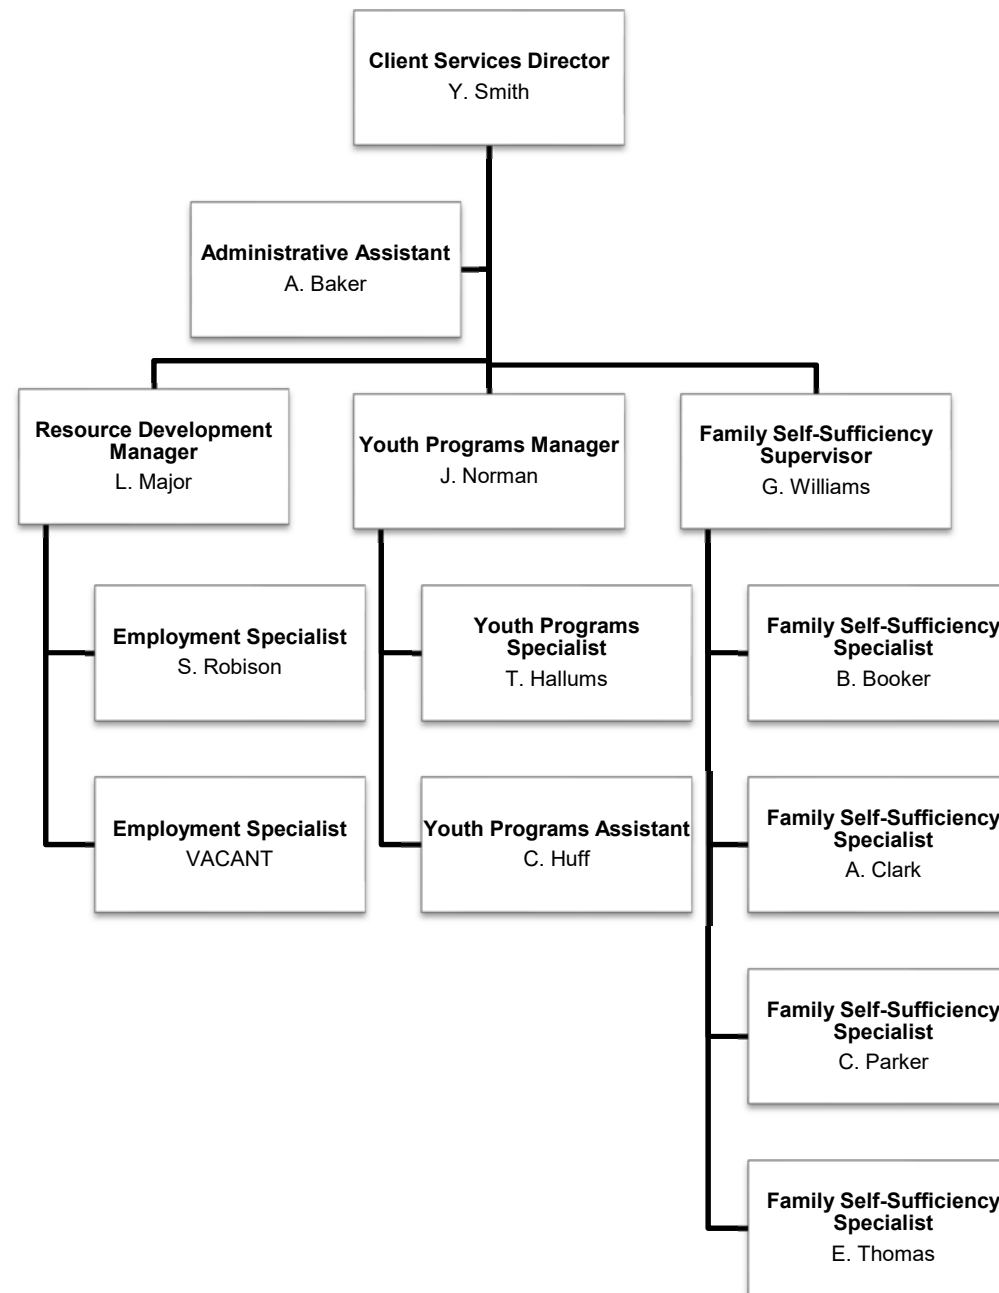 Client Services Director
Y. Smith
Administrative Assistant
A. Baker
Resource Development
Manager
L. Major
Youth Programs Manager
J. Norman
Family Self-Sufficiency
Supervisor
G. Williams
Employment Specialist
S. Robison
Youth Programs
Specialist
T. Hallums
Family Self-Sufficiency
Specialist
B. Booker
Employment Specialist
VACANT
Youth Programs Assistant
C. Huff
Family Self-Sufficiency
Specialist
A. Clark
Family Self-Sufficiency
Specialist
C. Parker
Family Self-Sufficiency
Specialist
E. Thomas